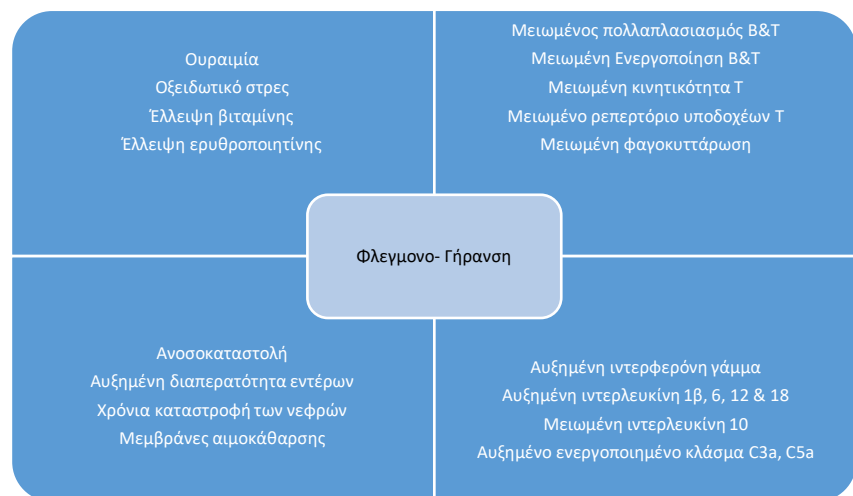 Ουραιμία
Οξειδωτικό στρες
Έλλειψη βιταμίνης
Έλλειψη ερυθροποιητίνης
Μειωμένος πολλαπλασιασμός Β&Τ
Μειωμένη Ενεργοποίηση Β&Τ
Μειωμένη κινητικότητα Τ
Μειωμένο ρεπερτόριο υποδοχέων Τ
Μειωμένη φαγοκυττάρωση
Φλεγμονο- Γήρανση
Ανοσοκαταστολή
Αυξημένη διαπερατότητα εντέρων
Χρόνια καταστροφή των νεφρών
Μεμβράνες αιμοκάθαρσης
Αυξημένη ιντερφερόνη γάμμα
Αυξημένη ιντερλευκίνη 1β, 6, 12 & 18
Μειωμένη ιντερλευκίνη 10
Αυξημένο ενεργοποιημένο κλάσμα C3a, C5a